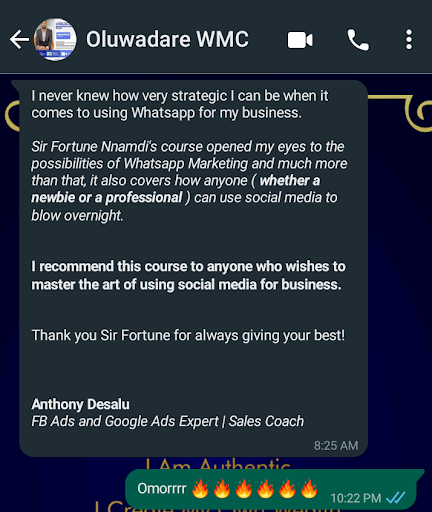 Oluwadare WMC
I never knew how very strategic I can be when it
comes to using Whatsapp for my business.
Sir Fortune Nnamdi's course opened my eyes to the
possibilities of Whatsapp Marketing and much more
than that, it also covers how anyone ( whether a
newbie or a professional ) can use social media to
blow overnight.
I recommend this course to anyone who wishes to
master the art of using social media for business.
Thank you Sir Fortune for always giving your best!
Anthony Desalu
FB Ads and Google Ads Expert | Sales Coach
8:25 AM
I Am Authentic
Omorrrr 🔥🔥🔥🔥🔥🔥
10:22 PM